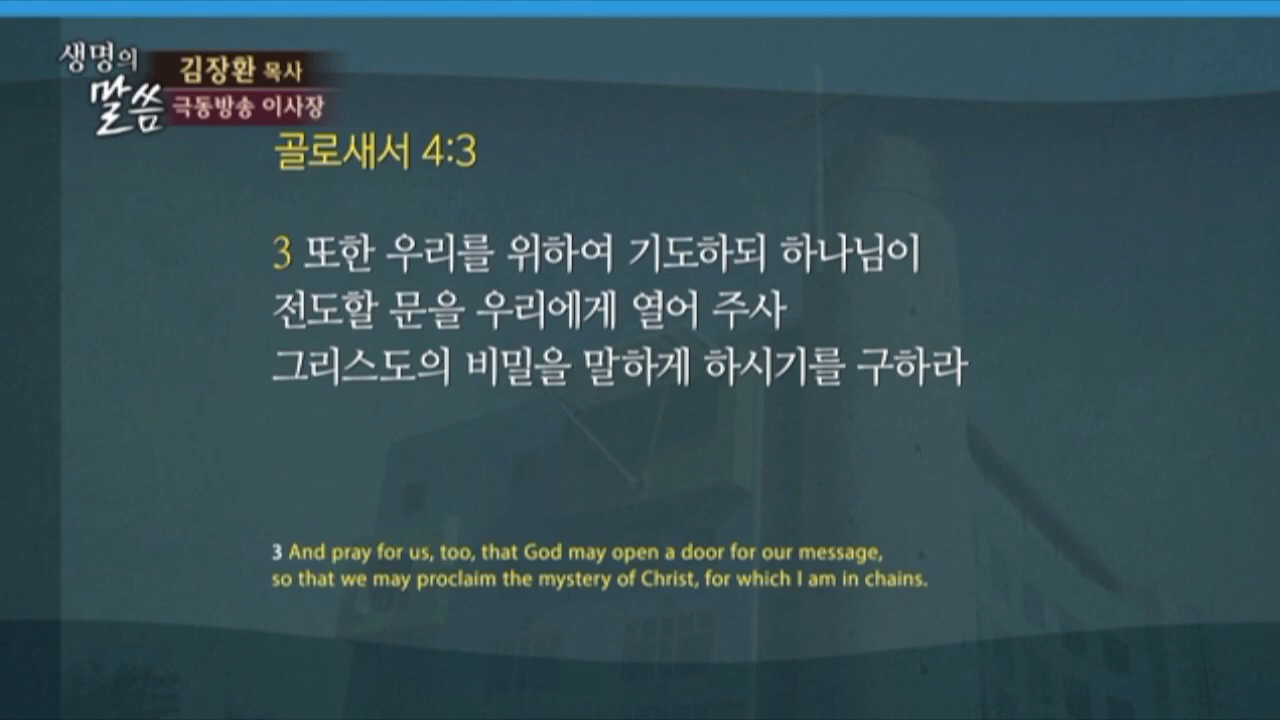 생명의
말씀
김장환 목사
극동방송 이사장
골로새서 4:3
3 또한 우리를 위하여 기도하되 하나님이
전도할 문을 우리에게 열어 주사
그리스도의 비밀을 말하게 하시기를 구하라
3 And pray for us, too, that God may open a door for our message,
so that we may proclaim the mystery of Christ, for which I am in chains.